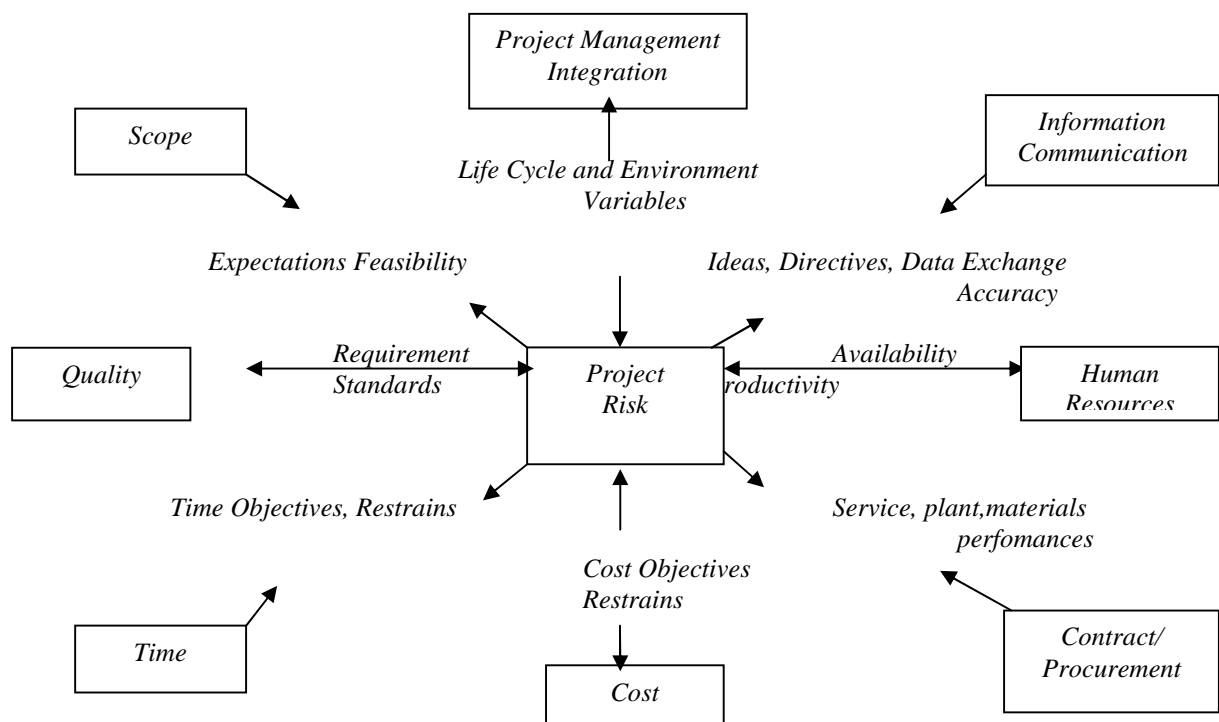 Project Management
Integration
Scope
Information
Communication
Life Cycle and Environment
Variables
Expectations Feasibility
Ideas, Directives, Data Exchange
Accuracy
Quality
Requirement
Standards
Project
Risk
Availability
roductivity
Human
Resources
Time Objectives, Restrains
Service, plant,materials
perfomances
Cost Objectives
Restrains
Time
Cost
Contract/
Procurement